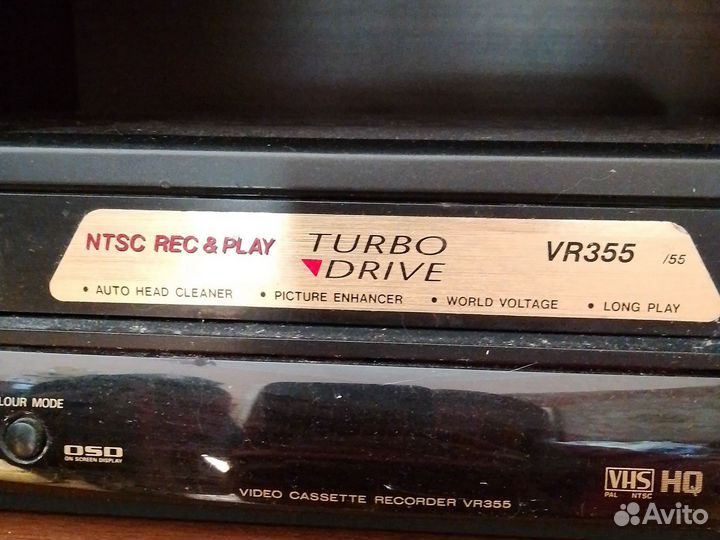 NTSC REC & PLAY TURBO DRIVE VR355 /55
• AUTO HEAD CLEANER • PICTURE ENHANCER • WORLD VOLTAGE • LONG PLAY
LOUR MODE
OSD
ON SCREEN DISPLAY
VHS HQ
PAL NTSC
VIDEO CASSETTE RECORDER VR355
Avito